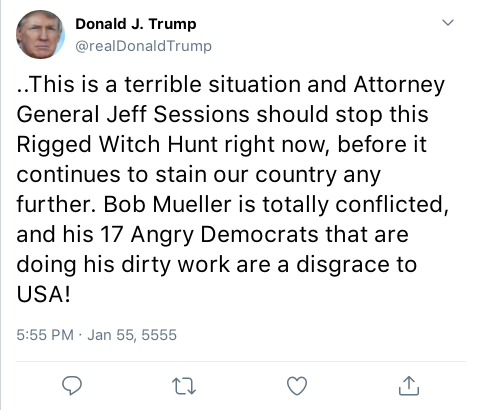 Donald J. Trump
@realDonaldTrump
..This is a terrible situation and Attorney
General Jeff Sessions should stop this
Rigged Witch Hunt right now, before it
continues to stain our country any
further. Bob Mueller is totally conflicted,
and his 17 Angry Democrats that are
doing his dirty work are a disgrace to
USA!
5:55 PM · Jan 55, 5555